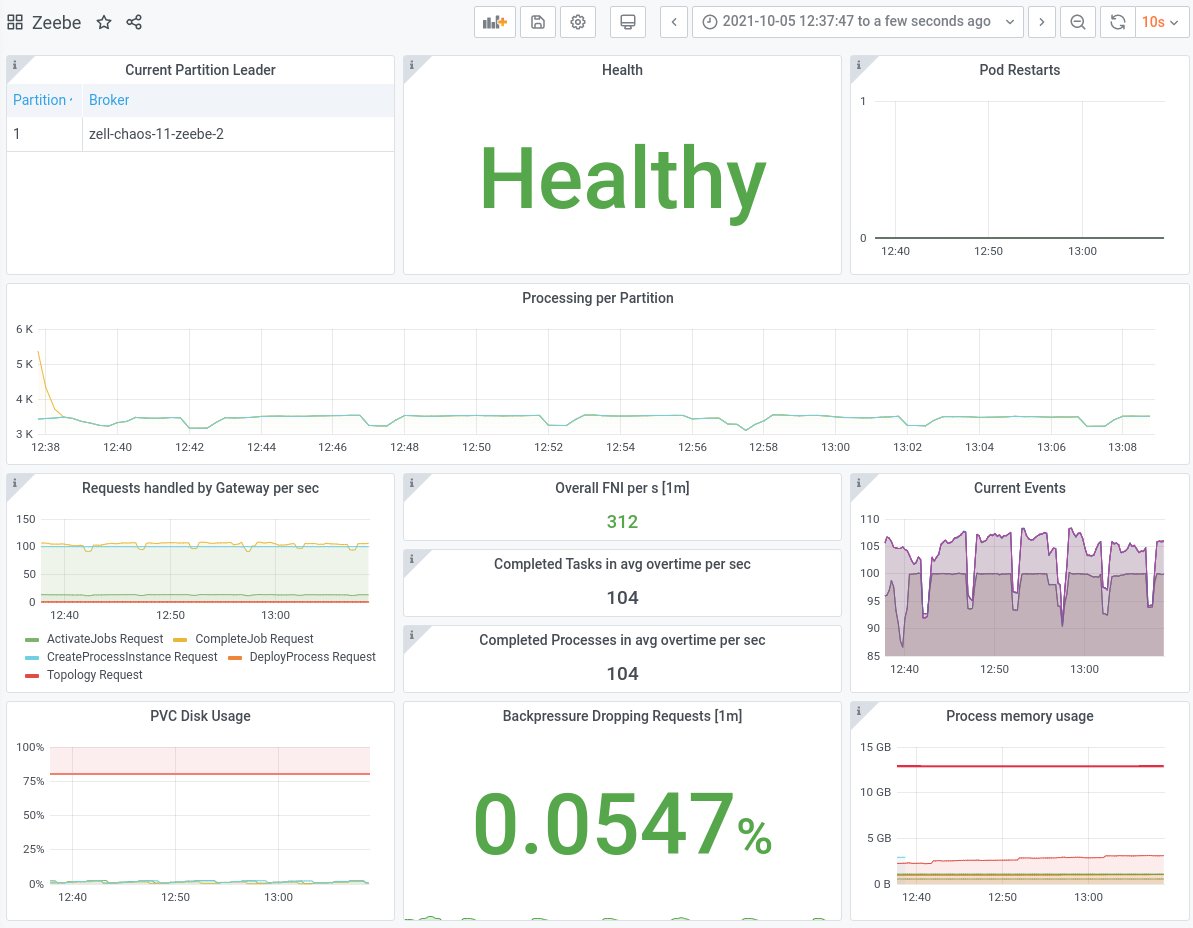 Zeebe
2021-10-05 12:37:47 to a few seconds ago
10s
i
Current Partition Leader
Partition
Broker
1
zell-chaos-11-zeebe-2
i
Health
Healthy
i
Pod Restarts
1
0
12:40 12:50 13:00
Processing per Partition
6 K
5 K
4 K
3 K
12:38 12:40 12:42 12:44 12:46 12:48 12:50 12:52 12:54 12:56 12:58 13:00 13:02 13:04 13:06 13:08
i
Requests handled by Gateway per sec
150
100
50
0
12:40 12:50 13:00
ActivateJobs Request CompleteJob Request
CreateProcessInstance Request DeployProcess Request
Topology Request
i
Overall FNI per s [1m]
312
i
Completed Tasks in avg overtime per sec
104
i
Completed Processes in avg overtime per sec
104
i
Current Events
110
105
100
95
90
85
12:40 12:50 13:00
PVC Disk Usage
100%
75%
50%
25%
0%
12:40 12:50 13:00
Backpressure Dropping Requests [1m]
0.0547%
i
Process memory usage
15 GB
10 GB
5 GB
0 B
12:40 12:50 13:00